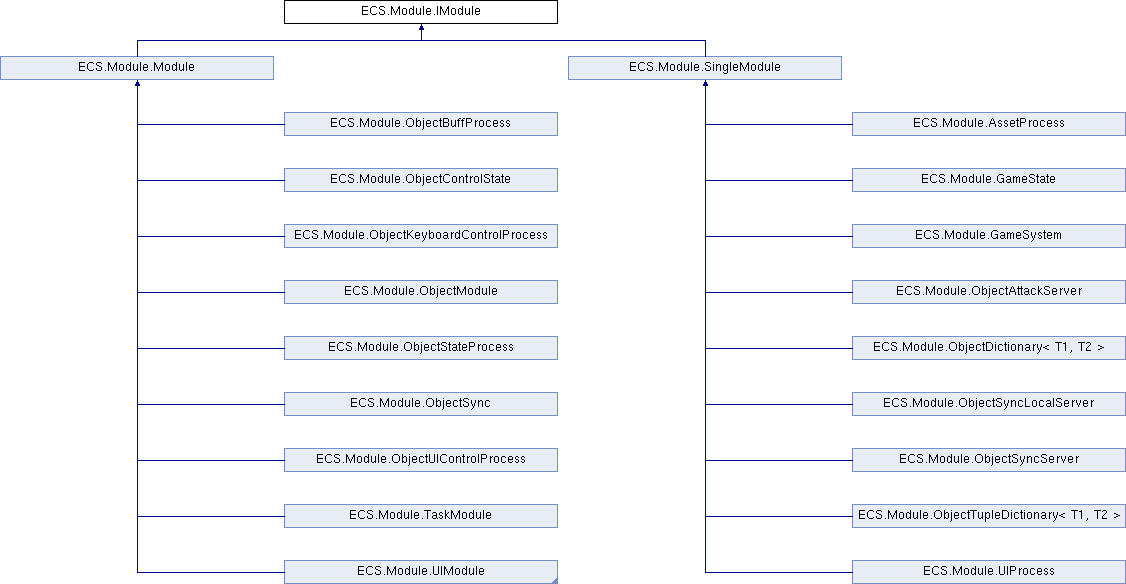 ECS.Module.IModule
ECS.Module.Module
ECS.Module.SingleModule
ECS.Module.ObjectBuffProcess
ECS.Module.AssetProcess
ECS.Module.ObjectControlState
ECS.Module.GameState
ECS.Module.ObjectKeyboardControlProcess
ECS.Module.GameSystem
ECS.Module.ObjectModule
ECS.Module.ObjectAttackServer
ECS.Module.ObjectStateProcess
ECS.Module.ObjectDictionary< T1, T2 >
ECS.Module.ObjectSync
ECS.Module.ObjectSyncLocalServer
ECS.Module.ObjectUIControlProcess
ECS.Module.ObjectSyncServer
ECS.Module.TaskModule
ECS.Module.ObjectTupleDictionary< T1, T2 >
ECS.Module.UIModule
ECS.Module.UIProcess